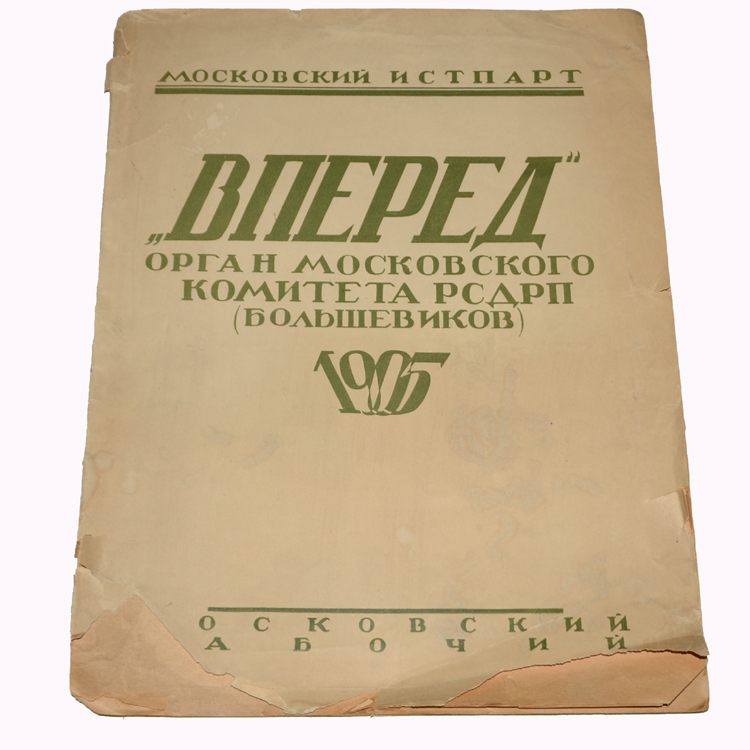 МОСКОВСКИЙ ИСТПАРТ
„ВПЕРЕД“
ОРГАН МОСКОВСКОГО
КОМИТЕТА РСДРП
(БОЛЬШЕВИКОВ)
1905
ОСКОВСКИЙ
АБОЧИЙ